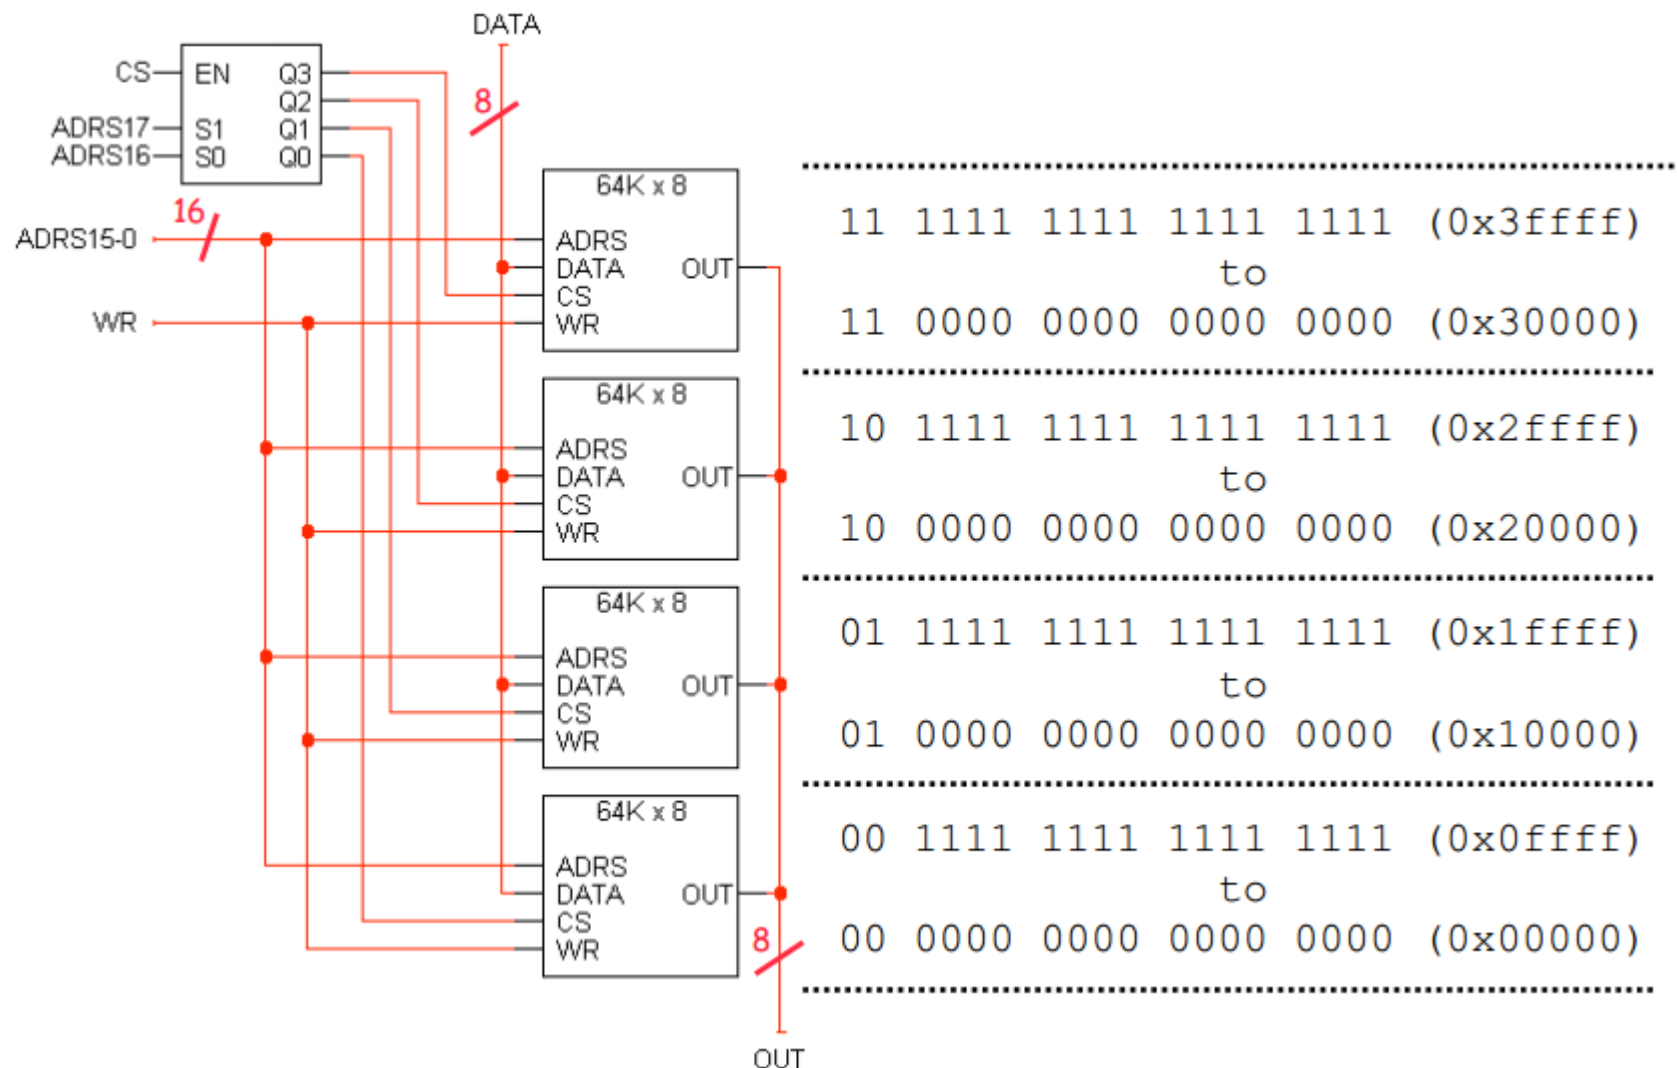 DATA
CS
EN Q3
Q2
ADRS17
S1 Q1
ADRS16
S0 Q0
8
16
ADRS15-0
WR
64K x 8
ADRS
DATA OUT
CS
WR
11 1111 1111 1111 1111 (0x3ffff)
to
11 0000 0000 0000 0000 (0x30000)
64K x 8
ADRS
DATA OUT
CS
WR
10 1111 1111 1111 1111 (0x2ffff)
to
10 0000 0000 0000 0000 (0x20000)
64K x 8
ADRS
DATA OUT
CS
WR
01 1111 1111 1111 1111 (0x1ffff)
to
01 0000 0000 0000 0000 (0x10000)
64K x 8
ADRS
DATA OUT
CS
WR
00 1111 1111 1111 1111 (0x0ffff)
to
00 0000 0000 0000 0000 (0x00000)
8
OUT